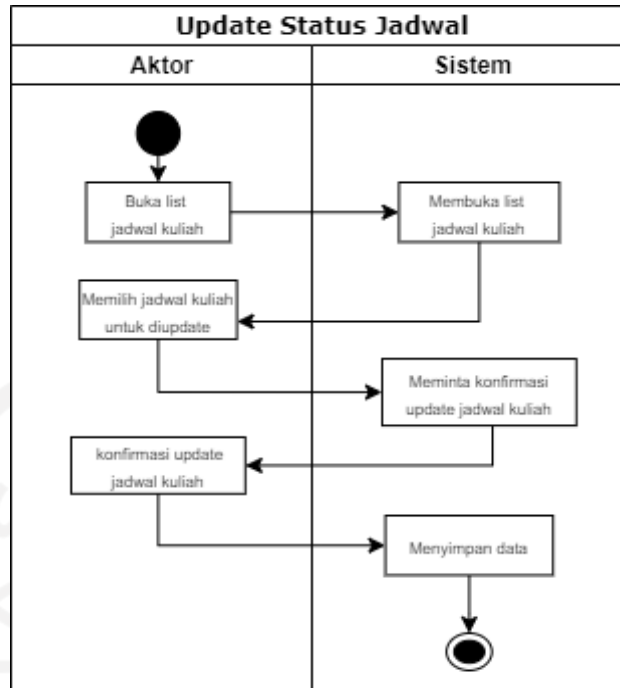 Update Status Jadwal
Aktor
Sistem
Buka list
jadwal kuliah
Membuka list
jadwal kuliah
Memilih jadwal kuliah
untuk diupdate
Meminta konfirmasi
update jadwal kuliah
konfirmasi update
jadwal kuliah
Menyimpan data